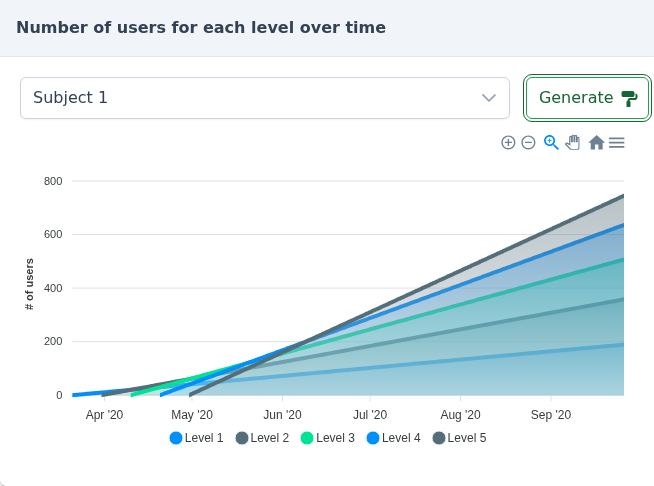 Number of users for each level over time
Subject 1
Generate
800
600
400
200
0
# of users
Apr '20 May '20 Jun '20 Jul '20 Aug '20 Sep '20
Level 1 Level 2 Level 3 Level 4 Level 5